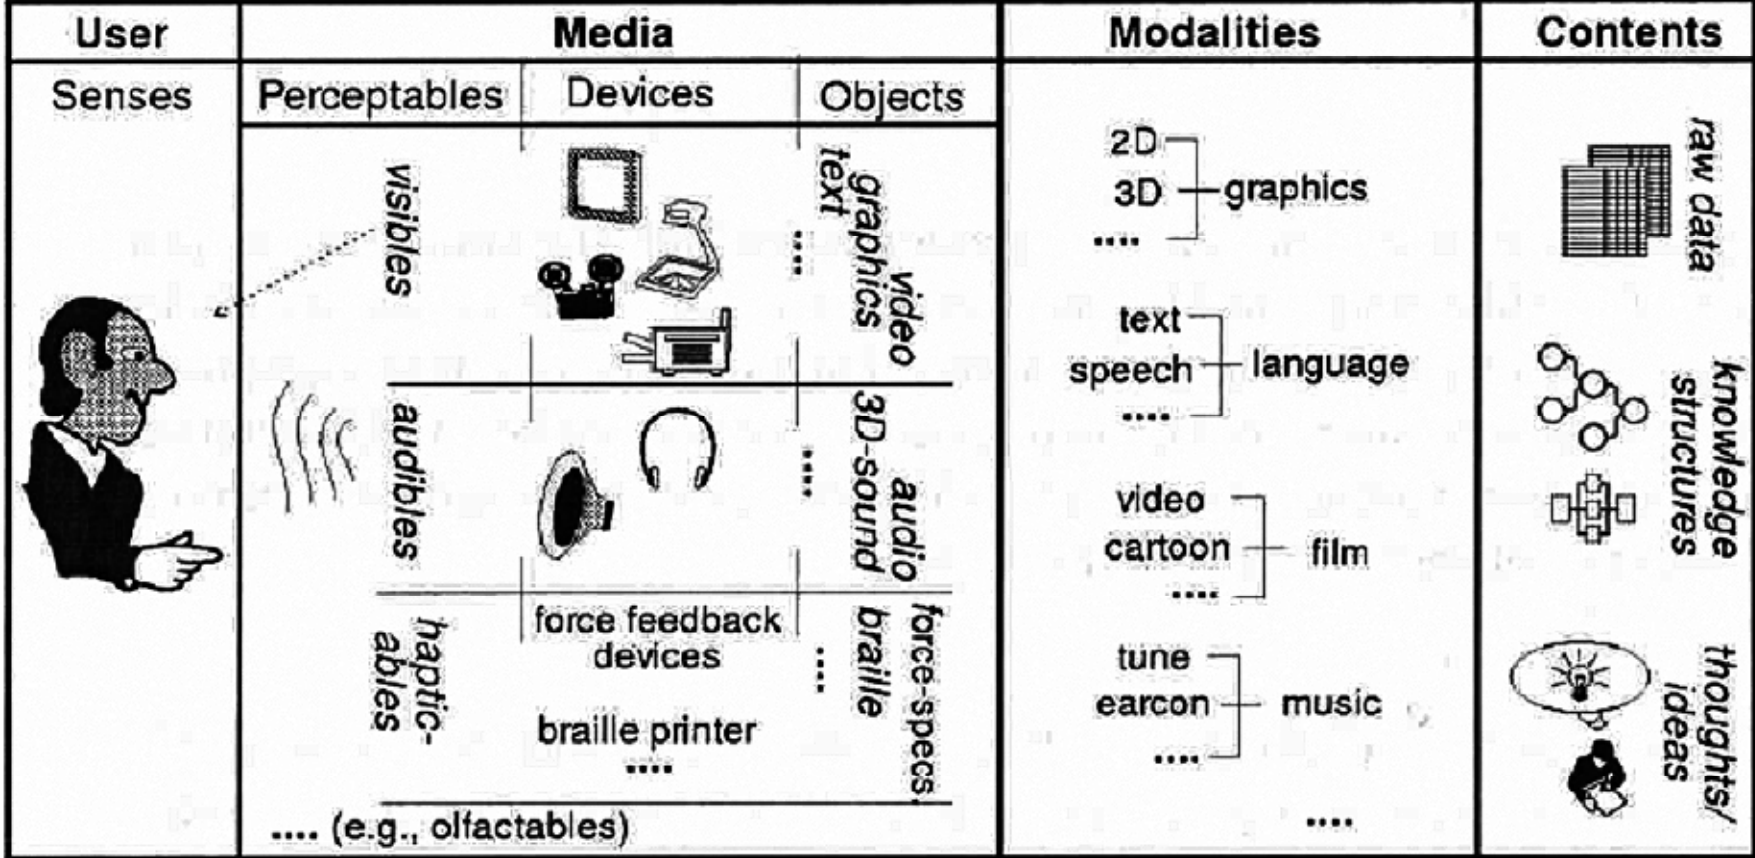 User
Media
Modalities
Contents
Senses
Perceptables
Devices
Objects
visibles
text
graphics
video
....
audibles
3D-sound
audio
....
haptic-
ables
force feedback
devices
braille printer
....
braille
force-specs.
....
.... (e.g., olfactables)
2D
3D
....
graphics
text
speech
....
language
video
cartoon
....
film
tune
earcon
....
music
....
raw data
knowledge
structures
thoughts/
ideas